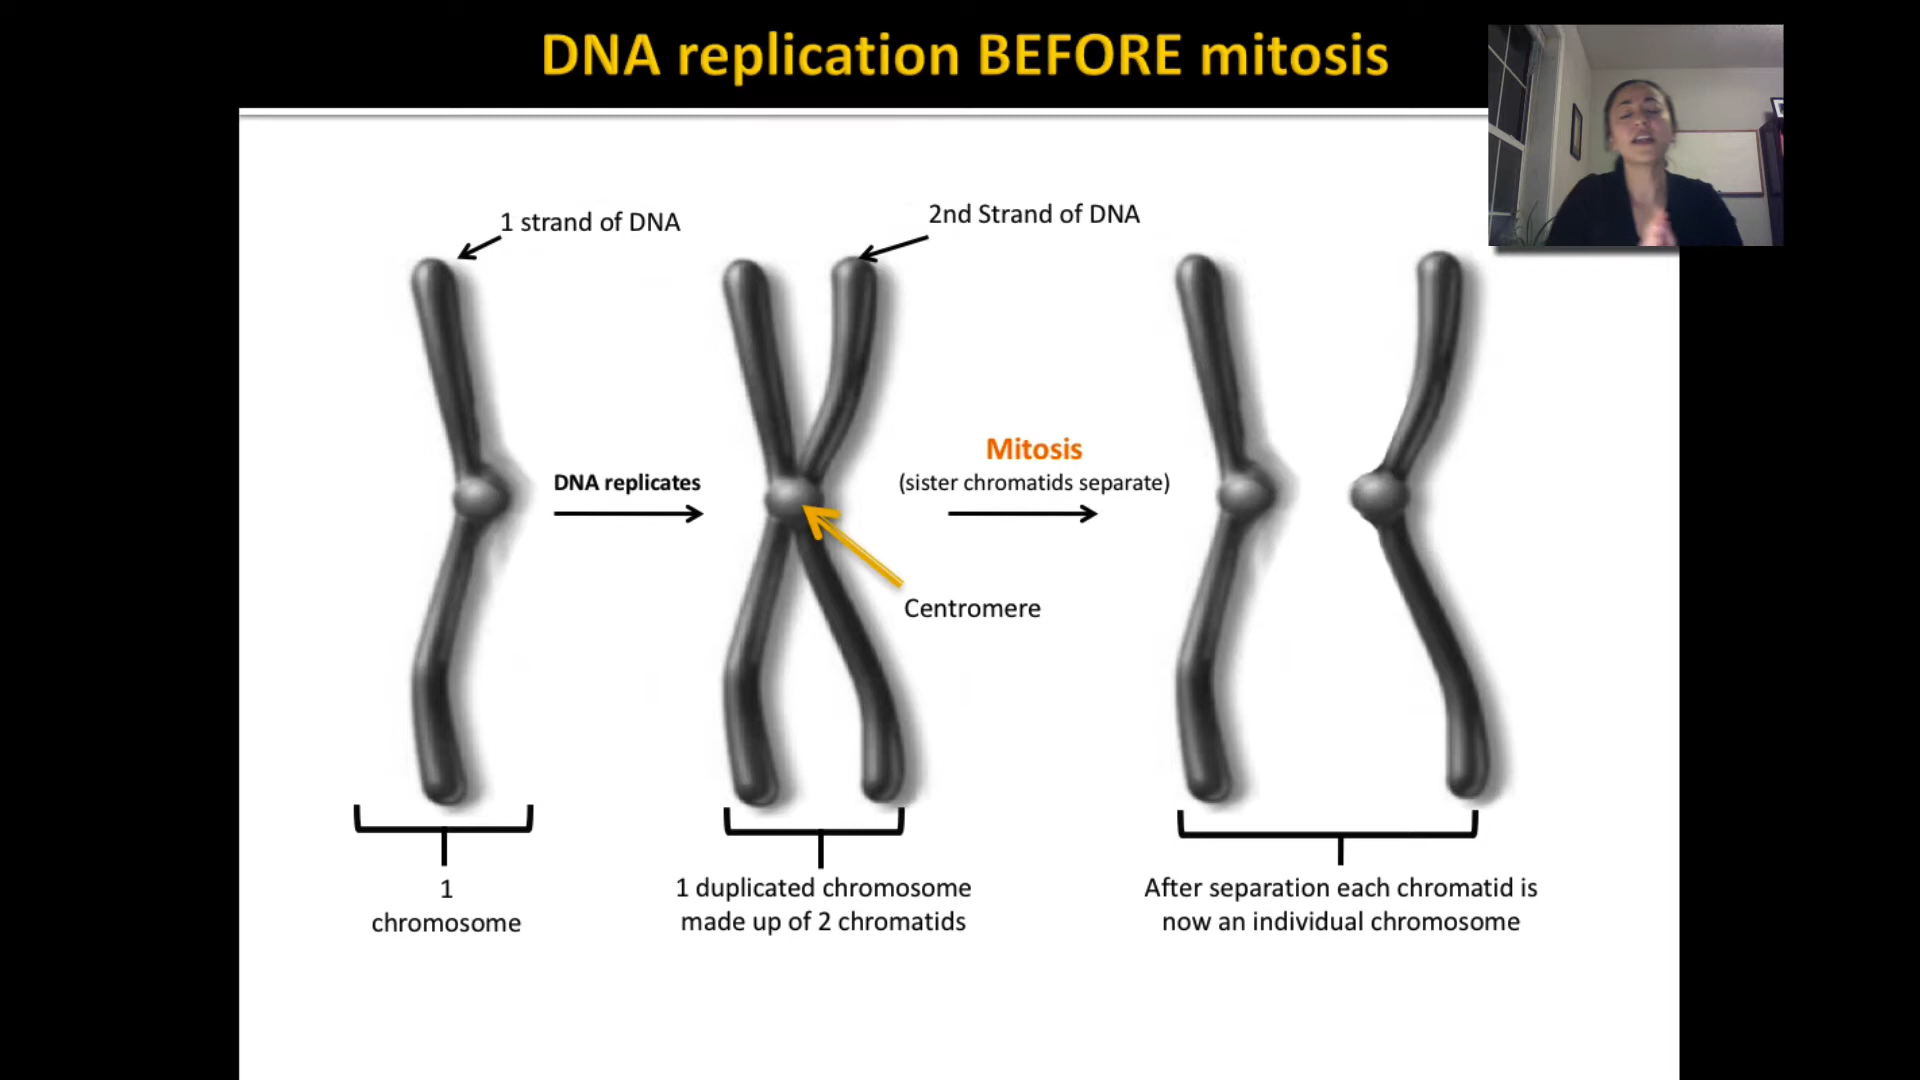 DNA replication BEFORE mitosis
1 strand of DNA
2nd Strand of DNA
DNA replicates
Mitosis
(sister chromatids separate)
Centromere
1
chromosome
1 duplicated chromosome
made up of 2 chromatids
After separation each chromatid is
now an individual chromosome